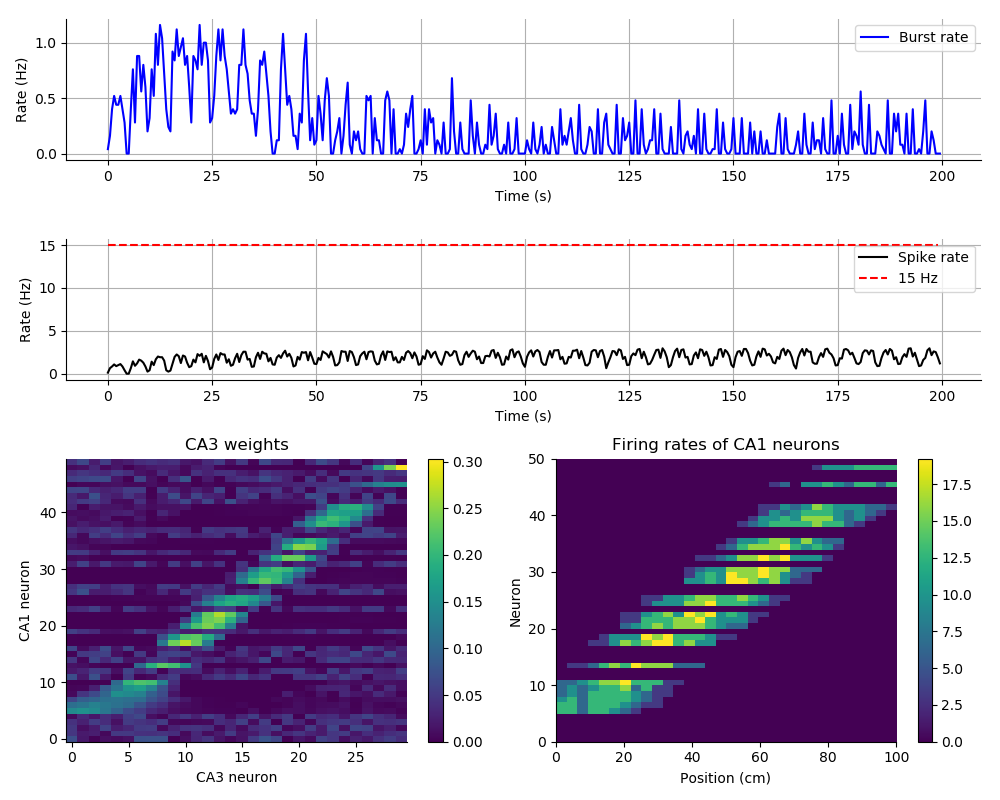 1.0
0.5
0.0
Rate (Hz)
Burst rate
0 25 50 75 100 125 150 175 200
Time (s)
15
10
5
0
Rate (Hz)
Spike rate
15 Hz
0 25 50 75 100 125 150 175 200
Time (s)
CA3 weights
40
30
20
10
0
CA1 neuron
0 5 10 15 20 25
CA3 neuron
0.30
0.25
0.20
0.15
0.10
0.05
0.00
Firing rates of CA1 neurons
50
40
30
20
10
0
Neuron
0 20 40 60 80 100
Position (cm)
17.5
15.0
12.5
10.0
7.5
5.0
2.5
0.0